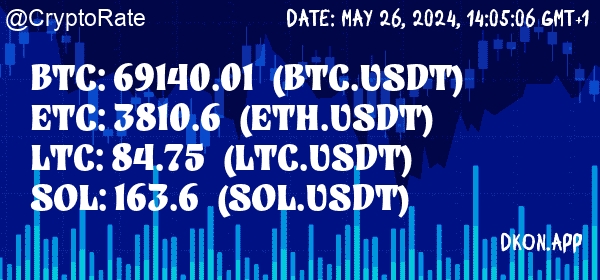 @CryptoRate
DATE: MAY 26, 2024, 14:05:06 GMT+1
BTC: 69140.01 (BTC.USDT)
ETC: 3810.6 (ETH.USDT)
LTC: 84.75 (LTC.USDT)
SOL: 163.6 (SOL.USDT)
DKON.APP